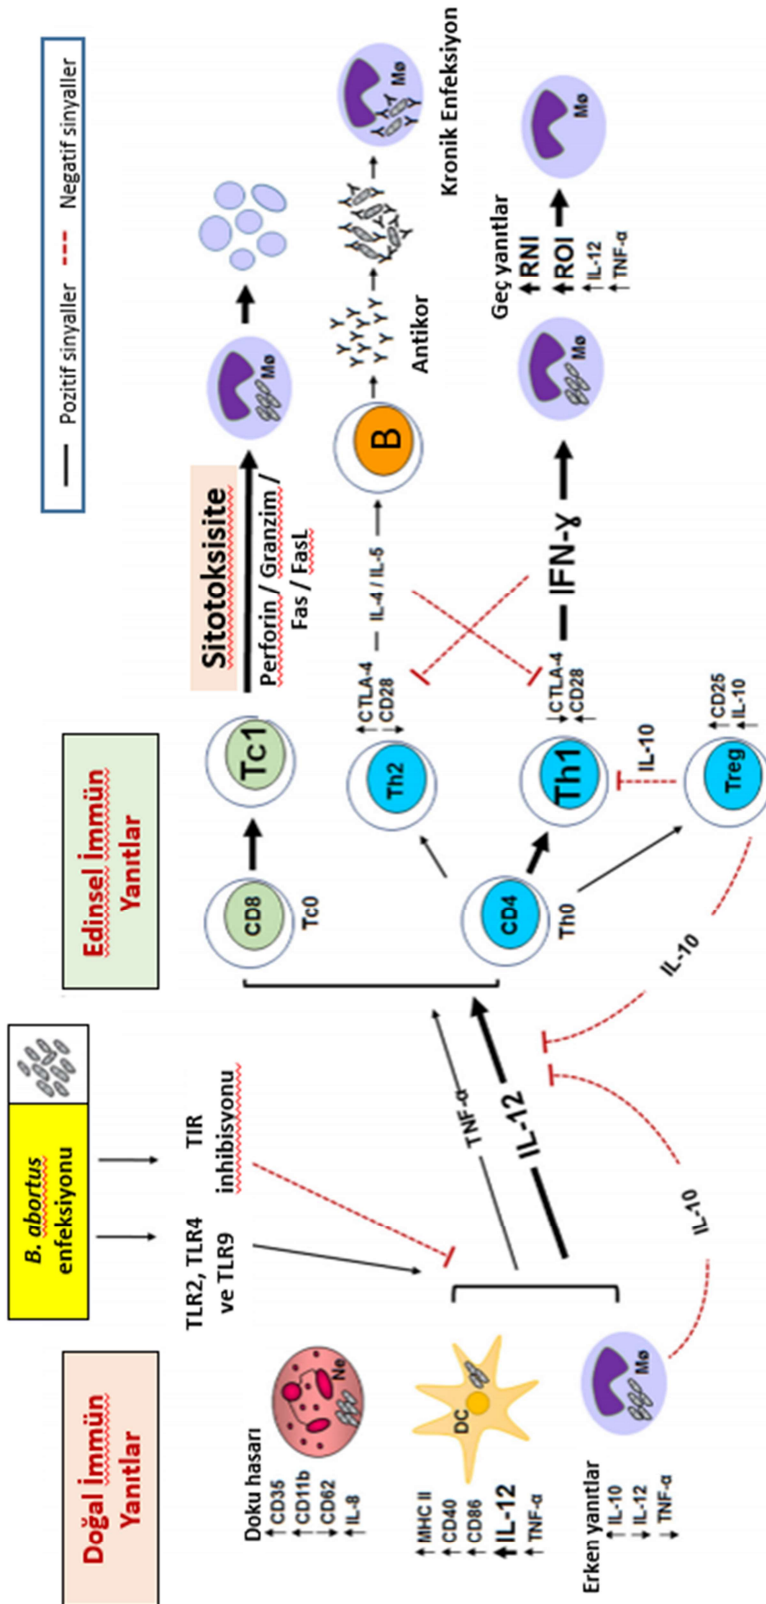 Pozitif sinyaller
Negatif sinyaller
B. abortus
enfeksiyonu
Doğal İmmün
Yanıtlar
Edinsel İmmün
Yanıtlar
TLR2, TLR4
ve TLR9
TIR
inhibisyonu
Doku hasarı
↑CD35
↑CD11b
↓CD62
↑IL-8
Ne
↑MHC II
↑CD40
↑CD86
↑IL-12
↑TNF-α
DC
Erken yanıtlar
↑IL-10
↓IL-12
↓TNF-α
Mø
TNF-α
IL-12
IL-10
IL-10
CD8
Tc0
TC1
Sitotoksisite
Perforin / Granzim /
Fas / FasL
Mø
CD4
Th0
Th2
↑CTLA-4
↓CD28
IL-4 / IL-5
B
Antikor
Mø
Kronik Enfeksiyon
Th1
↓CTLA-4
↑CD28
IFN-ɣ
Mø
Geç yanıtlar
↑RNI
↑ROI
↑IL-12
↑TNF-α
Mø
IL-10
Treg
↑CD25
↑IL-10